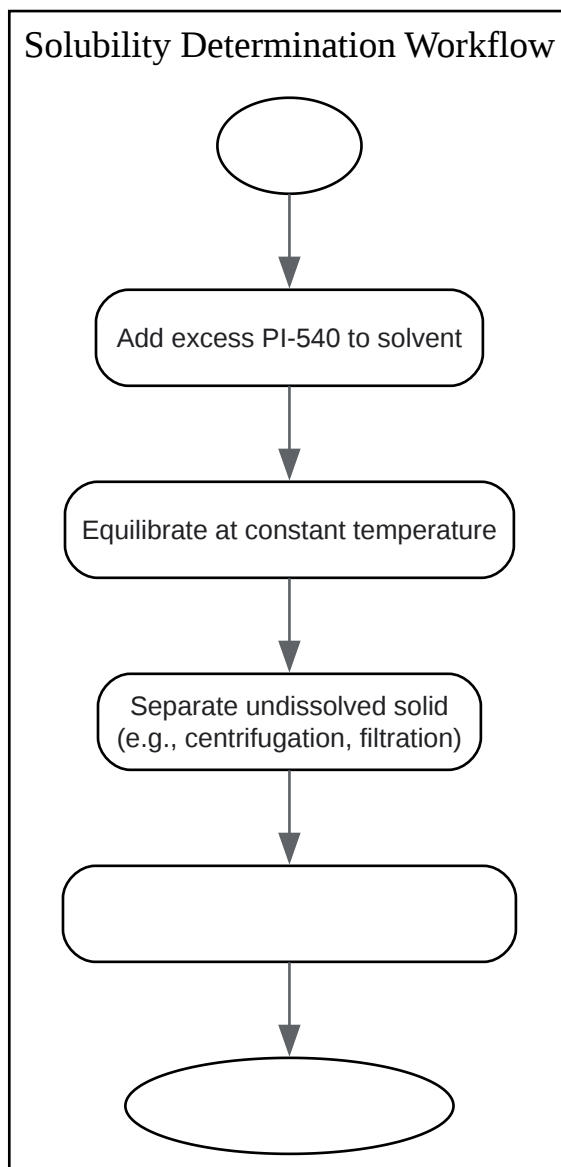 Solubility Determination Workflow
Add excess PI-540 to solvent
Equilibrate at constant temperature
Separate undissolved solid
(e.g., centrifugation, filtration)